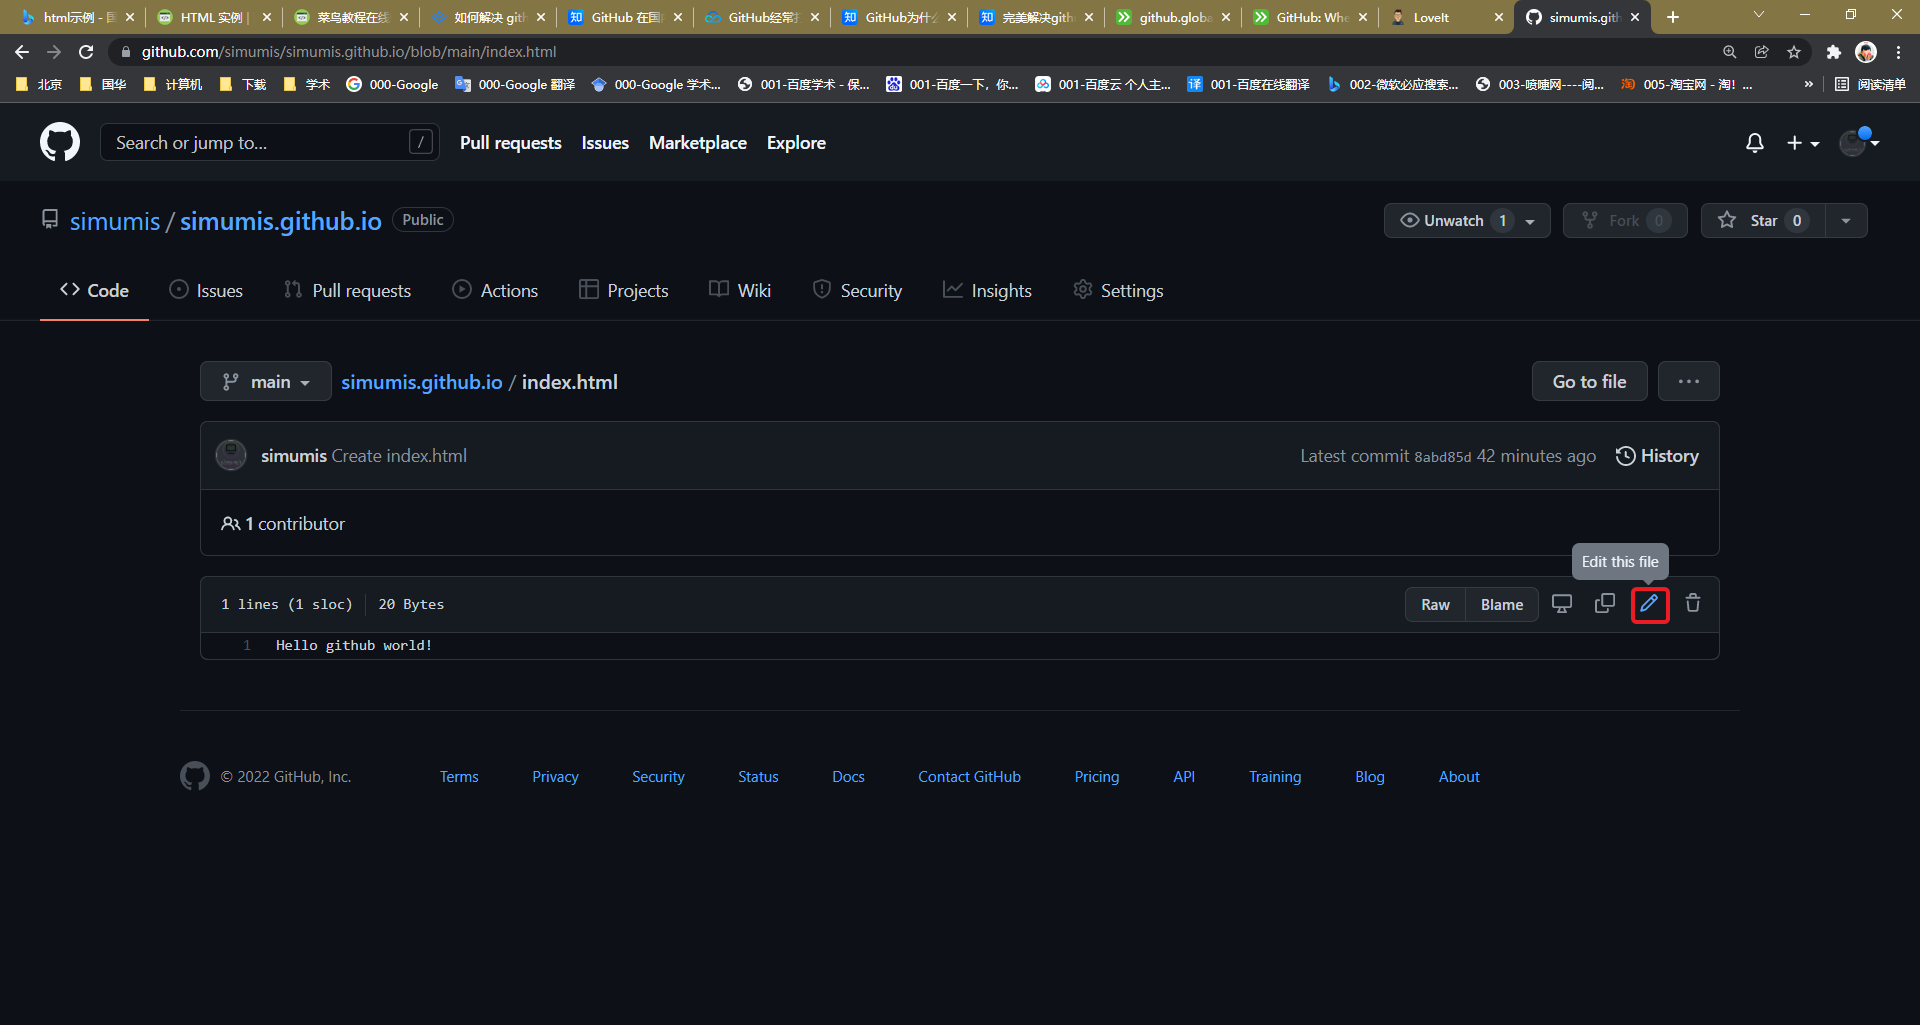 html示例 - 国
HTML 实例 |
菜鸟教程在线
如何解决 gith
GitHub 在国
GitHub经常
GitHub为什么
完美解决gith
github.globa
GitHub: Whe
LoveIt
simumis.gith
github.com/simumis/simumis.github.io/blob/main/index.html
北京 国华 计算机 下载 学术 000-Google 000-Google 翻译 000-Google 学术... 001-百度学术 - 保... 001-百度一下，你... 001-百度云 个人主... 001-百度在线翻译 002-微软必应搜索... 003-喷嚏网----阅... 005-淘宝网 - 淘！... » 阅读清单
Search or jump to... / Pull requests Issues Marketplace Explore
simumis / simumis.github.io Public Unwatch 1 Fork 0 Star 0
Code Issues Pull requests Actions Projects Wiki Security Insights Settings
main simumis.github.io / index.html Go to file ...
simumis Create index.html Latest commit 8abd85d 42 minutes ago History
1 contributor
Edit this file
1 lines (1 sloc) 20 Bytes Raw Blame
1 Hello github world!
© 2022 GitHub, Inc. Terms Privacy Security Status Docs Contact GitHub Pricing API Training Blog About